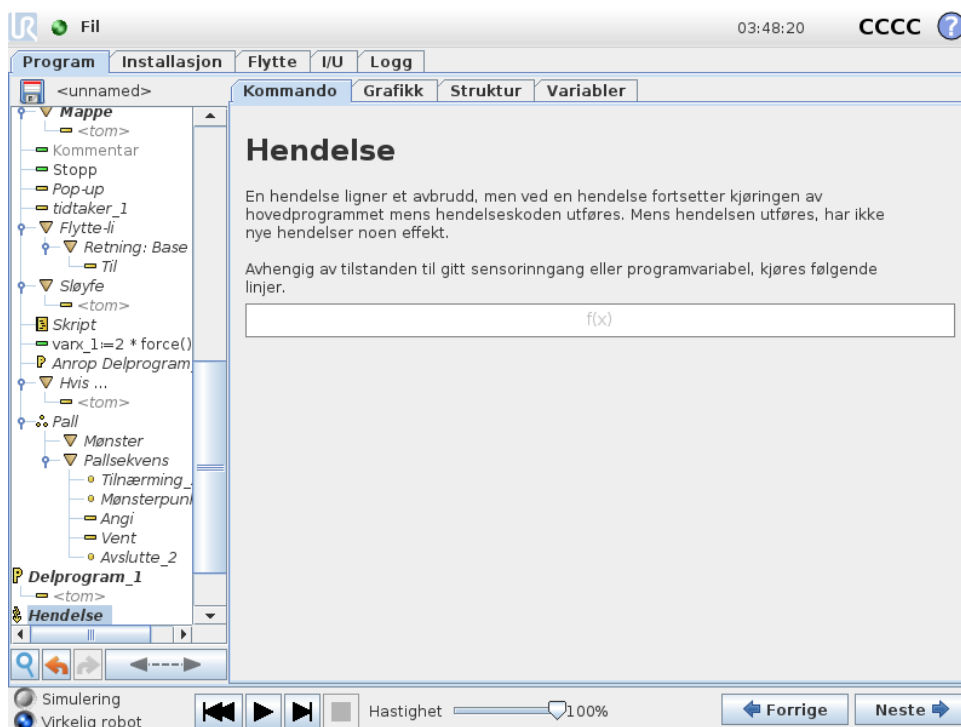 UR Fil 03:48:20 CCCC ?
Program Installasjon Flytte I/U Logg
<unnamed> Kommando Grafikk Struktur Variabler
Mappe
<tom>
Kommentar
Stopp
Pop-up
tidtaker_1
Flytte-li
Retning: Base
Til
Sløyfe
<tom>
Skript
varx_1:=2 * force()
Anrop Delprogram
Hvis ...
<tom>
Pall
Mønster
Pallsekvens
Tilnærming_
Mønsterpun
Angi
Vent
Avslutte_2
P Delprogram_1
<tom>
Hendelse
Hendelse
En hendelse ligner et avbrudd, men ved en hendelse fortsetter kjøringen av
hovedprogrammet mens hendelseskoden utføres. Mens hendelsen utføres, har ikke
nye hendelser noen effekt.
Avhengig av tilstanden til gitt sensorinngang eller programvariabel, kjøres følgende
linjer.
f(x)
Simulering
Virkelig robot
Hastighet 100%
Forrige Neste